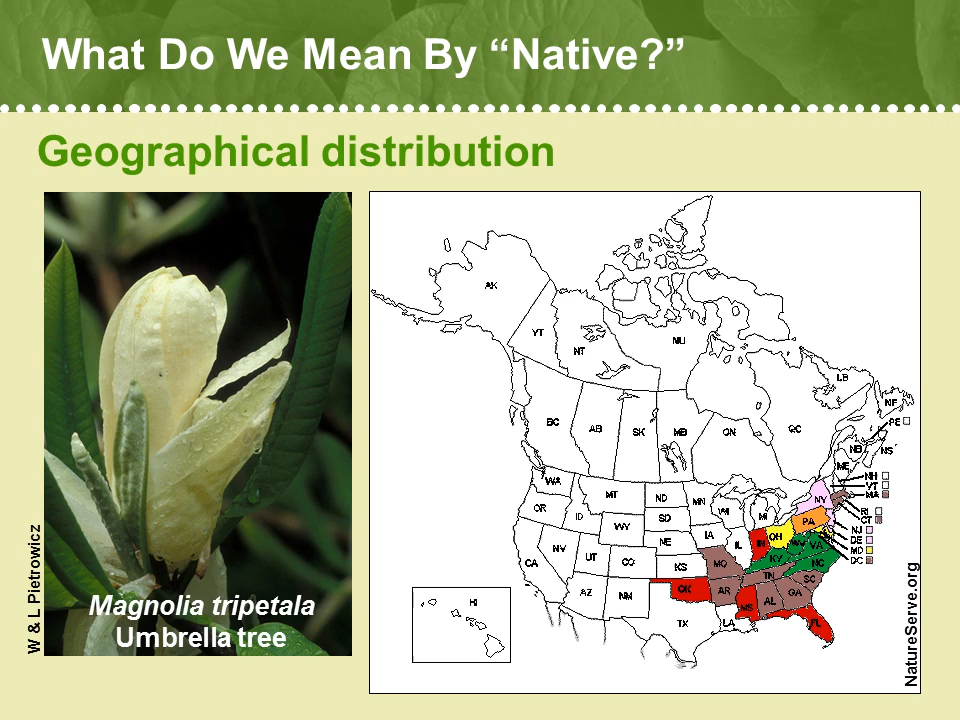 What Do We Mean By “Native?”
Geographical distribution
W & L Pietrowicz
Magnolia tripetala
Umbrella tree
AK
YT
NT
NU
LB
NF
BC
AB
SK
MB
ON
QC
PE
NB
NS
ME
NH
VT
MA
RI
CT
NJ
DE
MD
DC
WA
MT
ND
MN
OR
ID
SD
WI
MI
NY
WY
IA
PA
NV
NE
IL
IN
OH
UT
CO
KS
MO
KY
WV
VA
CA
NC
TN
AZ
NM
OK
AR
SC
MS
AL
GA
TX
LA
FL
HI
NatureServe.org